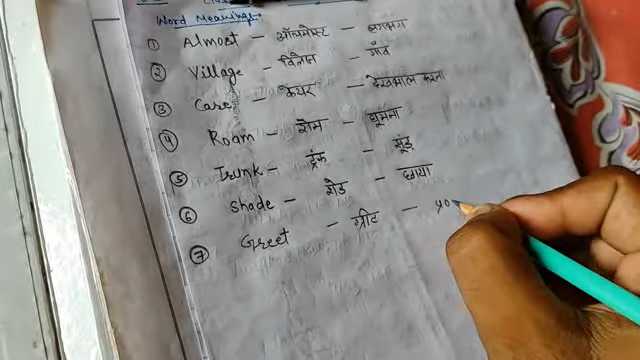 Word Meanings
① Almost – ऑलमोस्ट – लगभग
② Village – विलेज – गाँव
③ Care – केयर – देखभाल करना
④ Roam – रोम – घूमना
⑤ Trunk – ट्रंक – सूंड
⑥ Shade – शेड – छाया
⑦ Greet – ग्रीट –